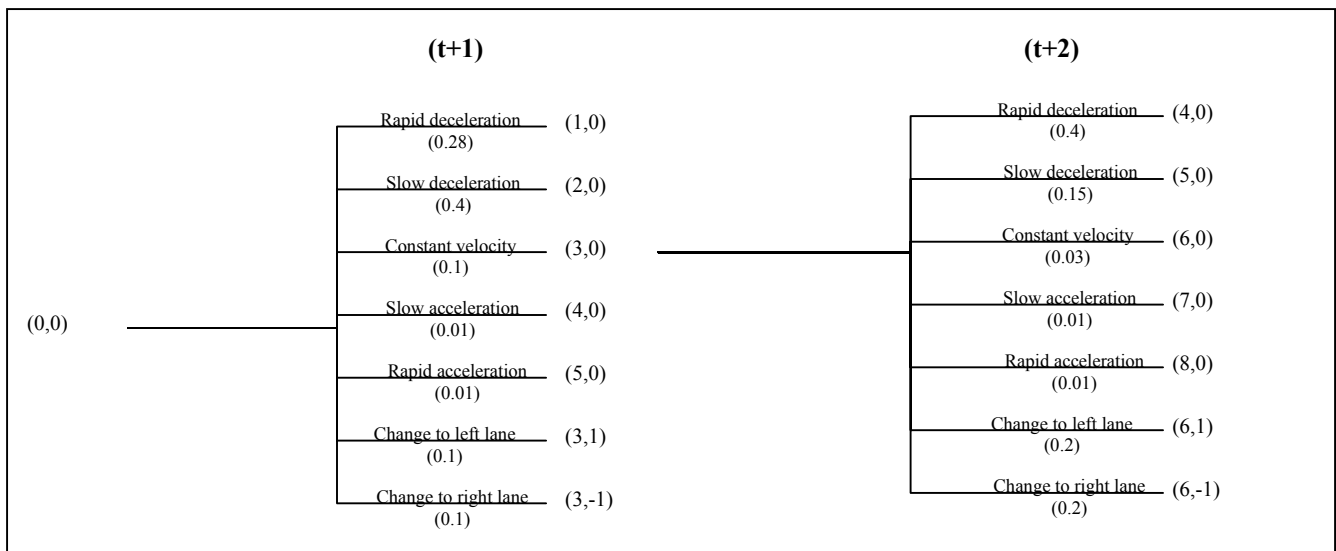 (t+1)
(t+2)
(0,0)
Rapid deceleration (1,0)
(0.28)
Slow deceleration (2,0)
(0.4)
Constant velocity (3,0)
(0.1)
Slow acceleration (4,0)
(0.01)
Rapid acceleration (5,0)
(0.01)
Change to left lane (3,1)
(0.1)
Change to right lane (3,-1)
(0.1)
Rapid deceleration (4,0)
(0.4)
Slow deceleration (5,0)
(0.15)
Constant velocity (6,0)
(0.03)
Slow acceleration (7,0)
(0.01)
Rapid acceleration (8,0)
(0.01)
Change to left lane (6,1)
(0.2)
Change to right lane (6,-1)
(0.2)